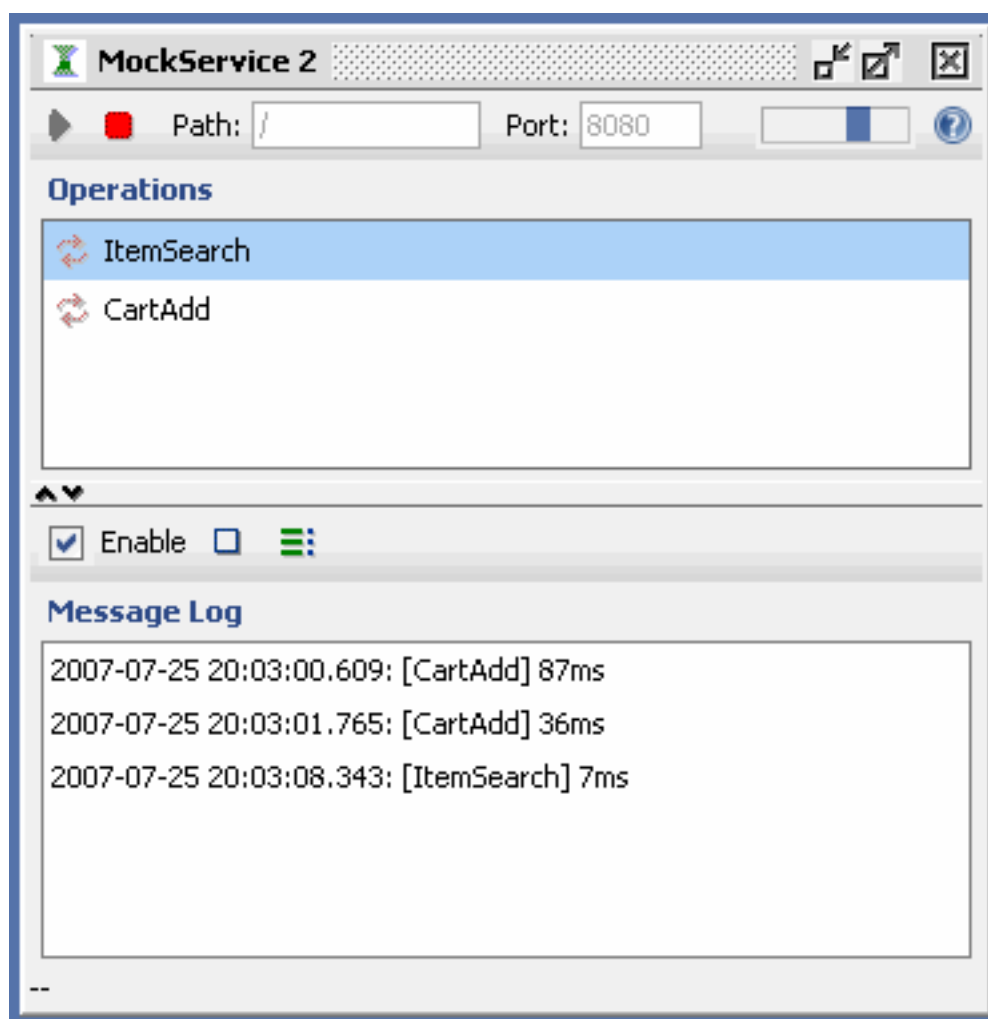 MockService 2
Path: / Port: 8080
Operations
ItemSearch
CartAdd
Enable
Message Log
2007-07-25 20:03:00.609: [CartAdd] 87ms
2007-07-25 20:03:01.765: [CartAdd] 36ms
2007-07-25 20:03:08.343: [ItemSearch] 7ms
--